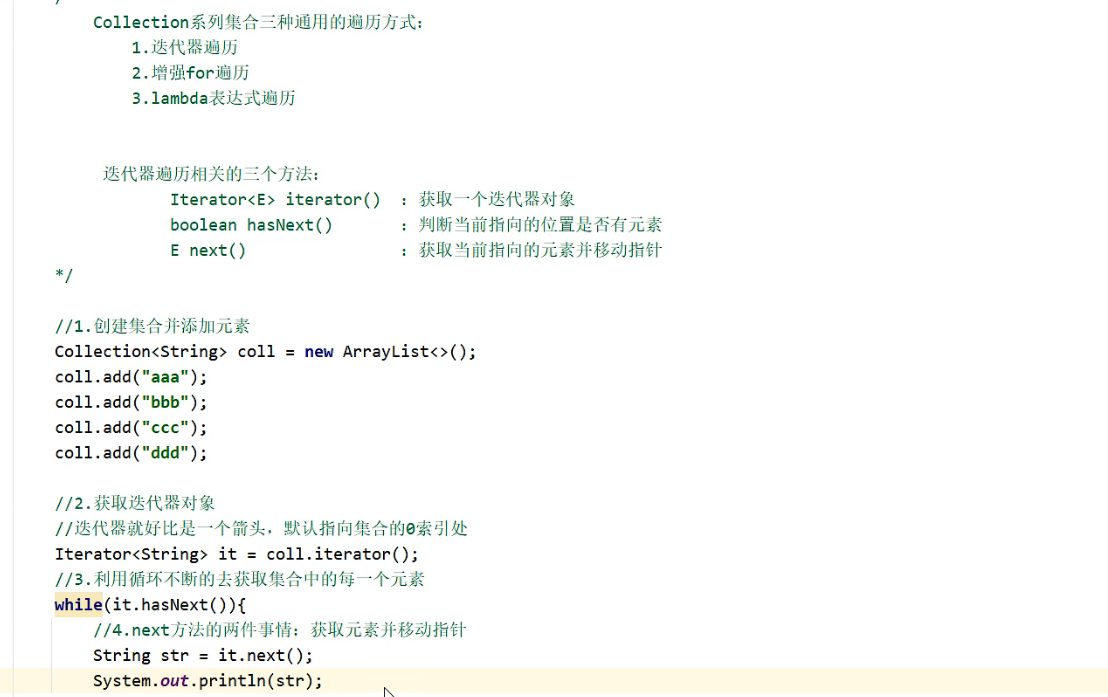 Collection系列集合三种通用的遍历方式：
1.迭代器遍历
2.增强for遍历
3.lambda表达式遍历
迭代器遍历相关的三个方法：
Iterator<E> iterator()  ：获取一个迭代器对象
boolean hasNext()       ：判断当前指向的位置是否有元素
E next()                ：获取当前指向的元素并移动指针
*/
//1.创建集合并添加元素
Collection<String> coll = new ArrayList<>();
coll.add("aaa");
coll.add("bbb");
coll.add("ccc");
coll.add("ddd");
//2.获取迭代器对象
//迭代器就好比是一个箭头，默认指向集合的0索引处
Iterator<String> it = coll.iterator();
//3.利用循环不断的去获取集合中的每一个元素
while(it.hasNext()){
//4.next方法的两件事情：获取元素并移动指针
String str = it.next();
System.out.println(str);